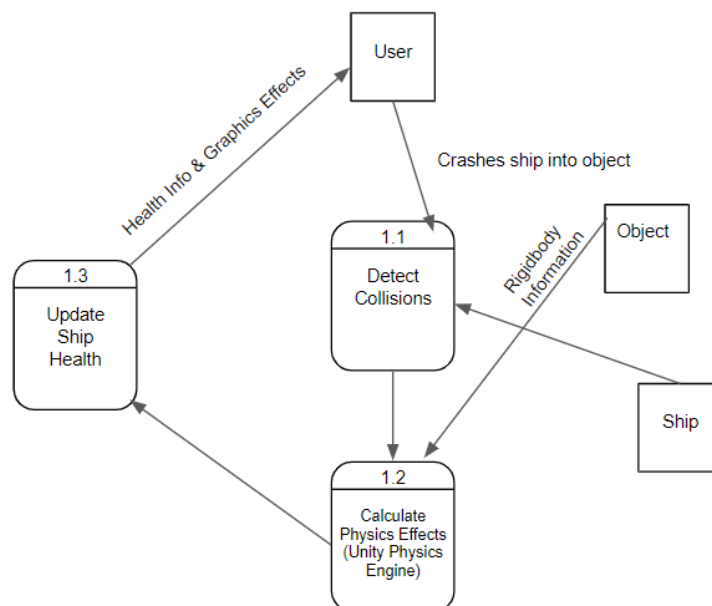 User
Health Info & Graphics Effects
Crashes ship into object
1.1
Detect
Collisions
Object
Rigidbody
Information
1.3
Update
Ship
Health
Ship
1.2
Calculate
Physics Effects
(Unity Physics
Engine)